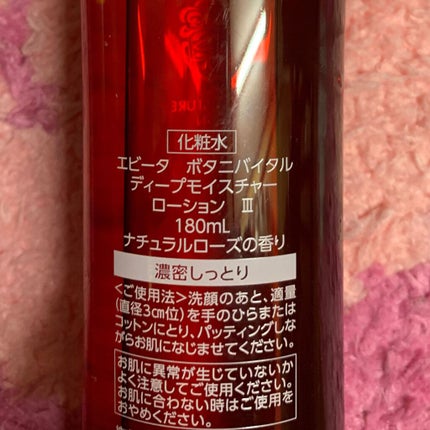 化粧水
エビータ ボタニバイタル
ディープモイスチャー
ローション Ⅲ
180mL
ナチュラルローズの香り
濃密しっとり
<ご使用法>洗顔のあと、適量
(直径3cm位)を手のひらまたは
コットンにとり、パッティングしな
がらお肌になじませてください。
お肌に異常が生じていないか
よく注意してご使用ください。
お肌に合わない時はご使用を
おやめください。